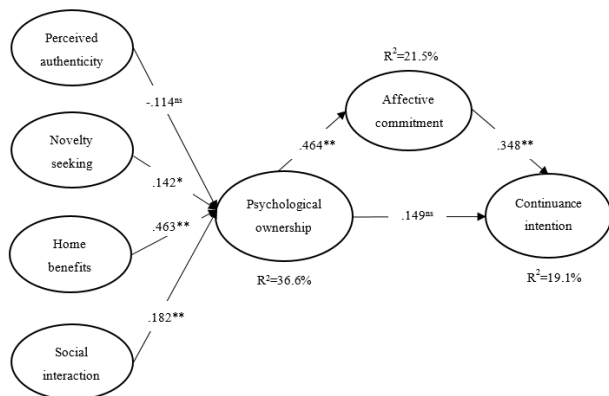 Perceived
authenticity
-.114ns
Novelty
seeking
.142*
Home
benefits
.463**
Social
interaction
.182**
Psychological
ownership
R²=36.6%
.464**
R²=21.5%
Affective
commitment
.348**
.149ns
Continuance
intention
R²=19.1%